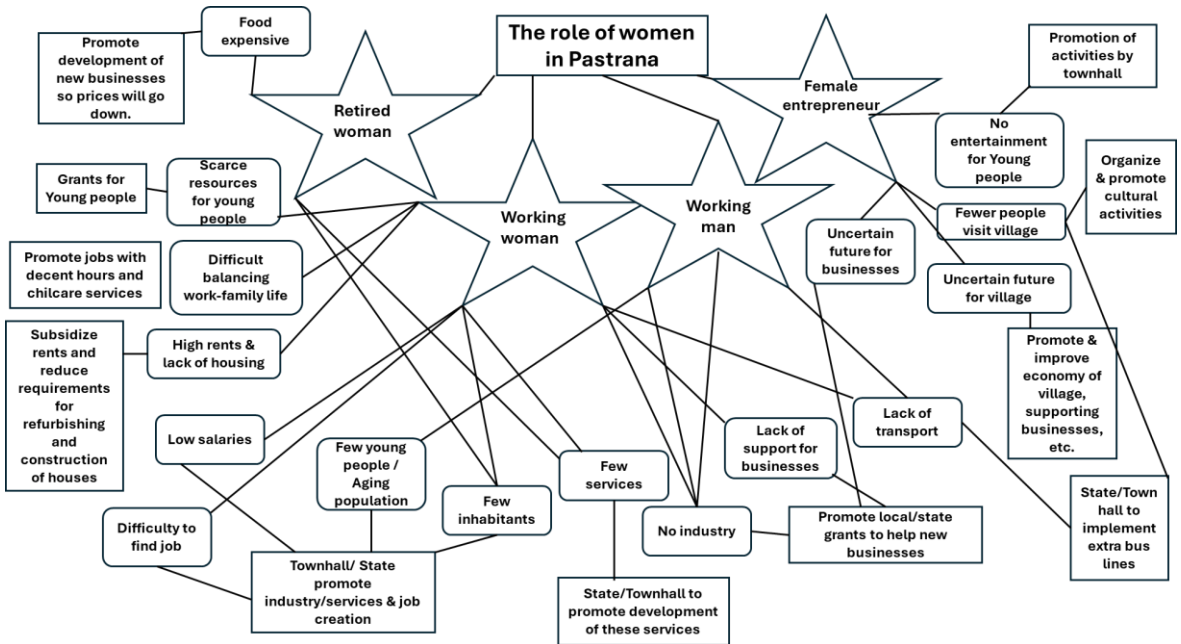 The role of women
in Pastrana
Food
expensive
Promote
development of
new businesses
so prices will go
down.
Retired
woman
Female
entrepreneur
Promotion of
activities by
townhall
No
entertainment
for Young
people
Organize
& promote
cultural
activities
Grants for
Young people
Scarce
resources
for young
people
Working
woman
Working
man
Fewer people
visit village
Uncertain
future for
businesses
Uncertain future
for village
Promote jobs with
decent hours and
chilcare services
Difficult
balancing
work-family life
Subsidize
rents and
reduce
requirements
for
refurbishing
and
construction
of houses
High rents &
lack of housing
Promote &
improve
economy of
village,
supporting
businesses,
etc.
Low salaries
Few young
people /
Aging
population
Few
services
Lack of
support for
businesses
Lack of
transport
Difficulty to
find job
Few
inhabitants
No industry
Promote local/state
grants to help new
businesses
State/Town
hall to
implement
extra bus
lines
Townhall/ State
promote
industry/services & job
creation
State/Townhall to
promote development
of these services